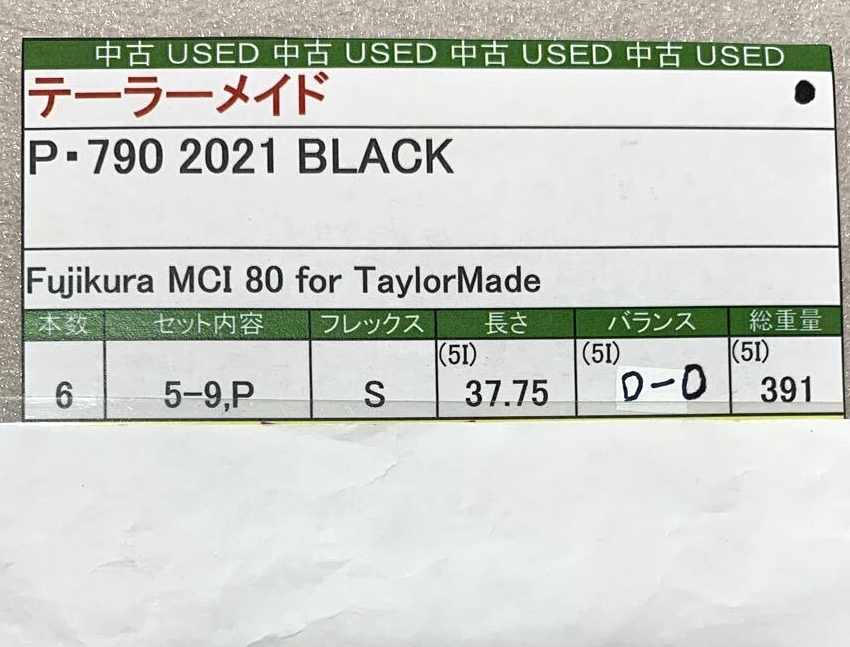 中古 USED 中古 USED 中古 USED 中古 USED
テーラーメイド
P・790 2021 BLACK
Fujikura MCI 80 for TaylorMade
本数 セット内容 フレックス 長さ バランス 総重量
(5I) (5I) (5I)
6 5-9,P S 37.75 D-0 391